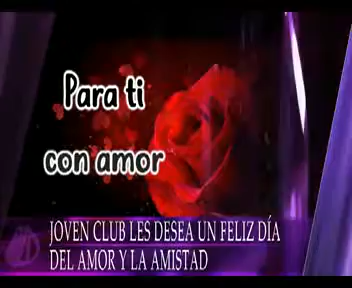 Para ti
con amor
JOVEN CLUB LES DESEA UN FELIZ DÍA
DEL AMOR Y LA AMISTAD